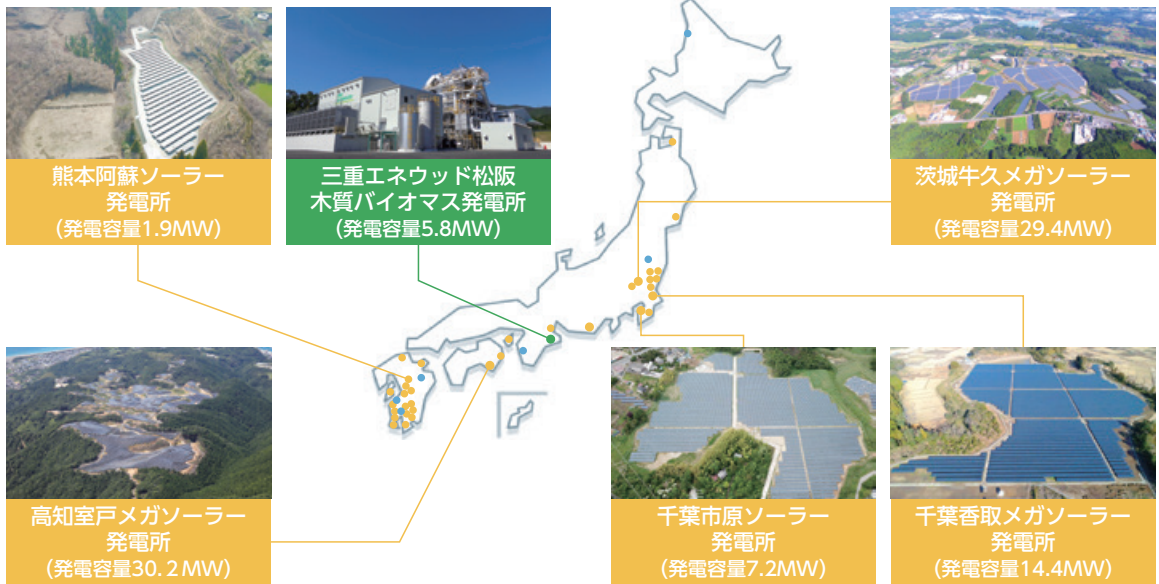 熊本阿蘇ソーラー
発電所
(発電容量1.9MW)
三重エネウッド松阪
木質バイオマス発電所
(発電容量5.8MW)
茨城牛久メガソーラー
発電所
(発電容量29.4MW)
高知室戸メガソーラー
発電所
(発電容量30.2MW)
千葉市原ソーラー
発電所
(発電容量7.2MW)
千葉香取メガソーラー
発電所
(発電容量14.4MW)